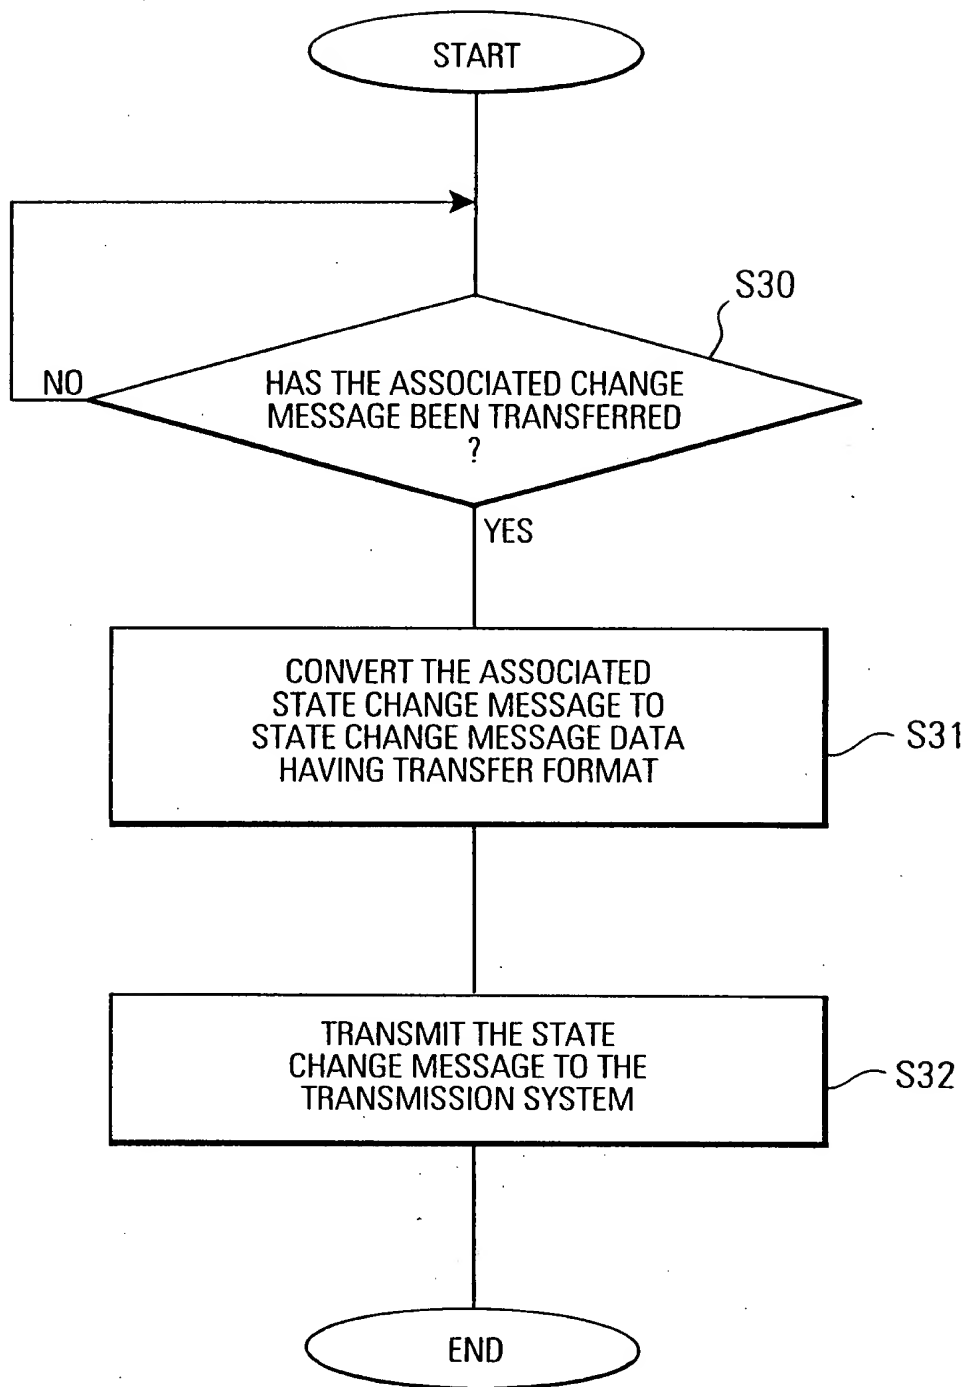 START
S30
NO
HAS THE ASSOCIATED CHANGE
MESSAGE BEEN TRANSFERRED
?
YES
CONVERT THE ASSOCIATED
STATE CHANGE MESSAGE TO
STATE CHANGE MESSAGE DATA
HAVING TRANSFER FORMAT
S31
TRANSMIT THE STATE
CHANGE MESSAGE TO THE
TRANSMISSION SYSTEM
S32
END